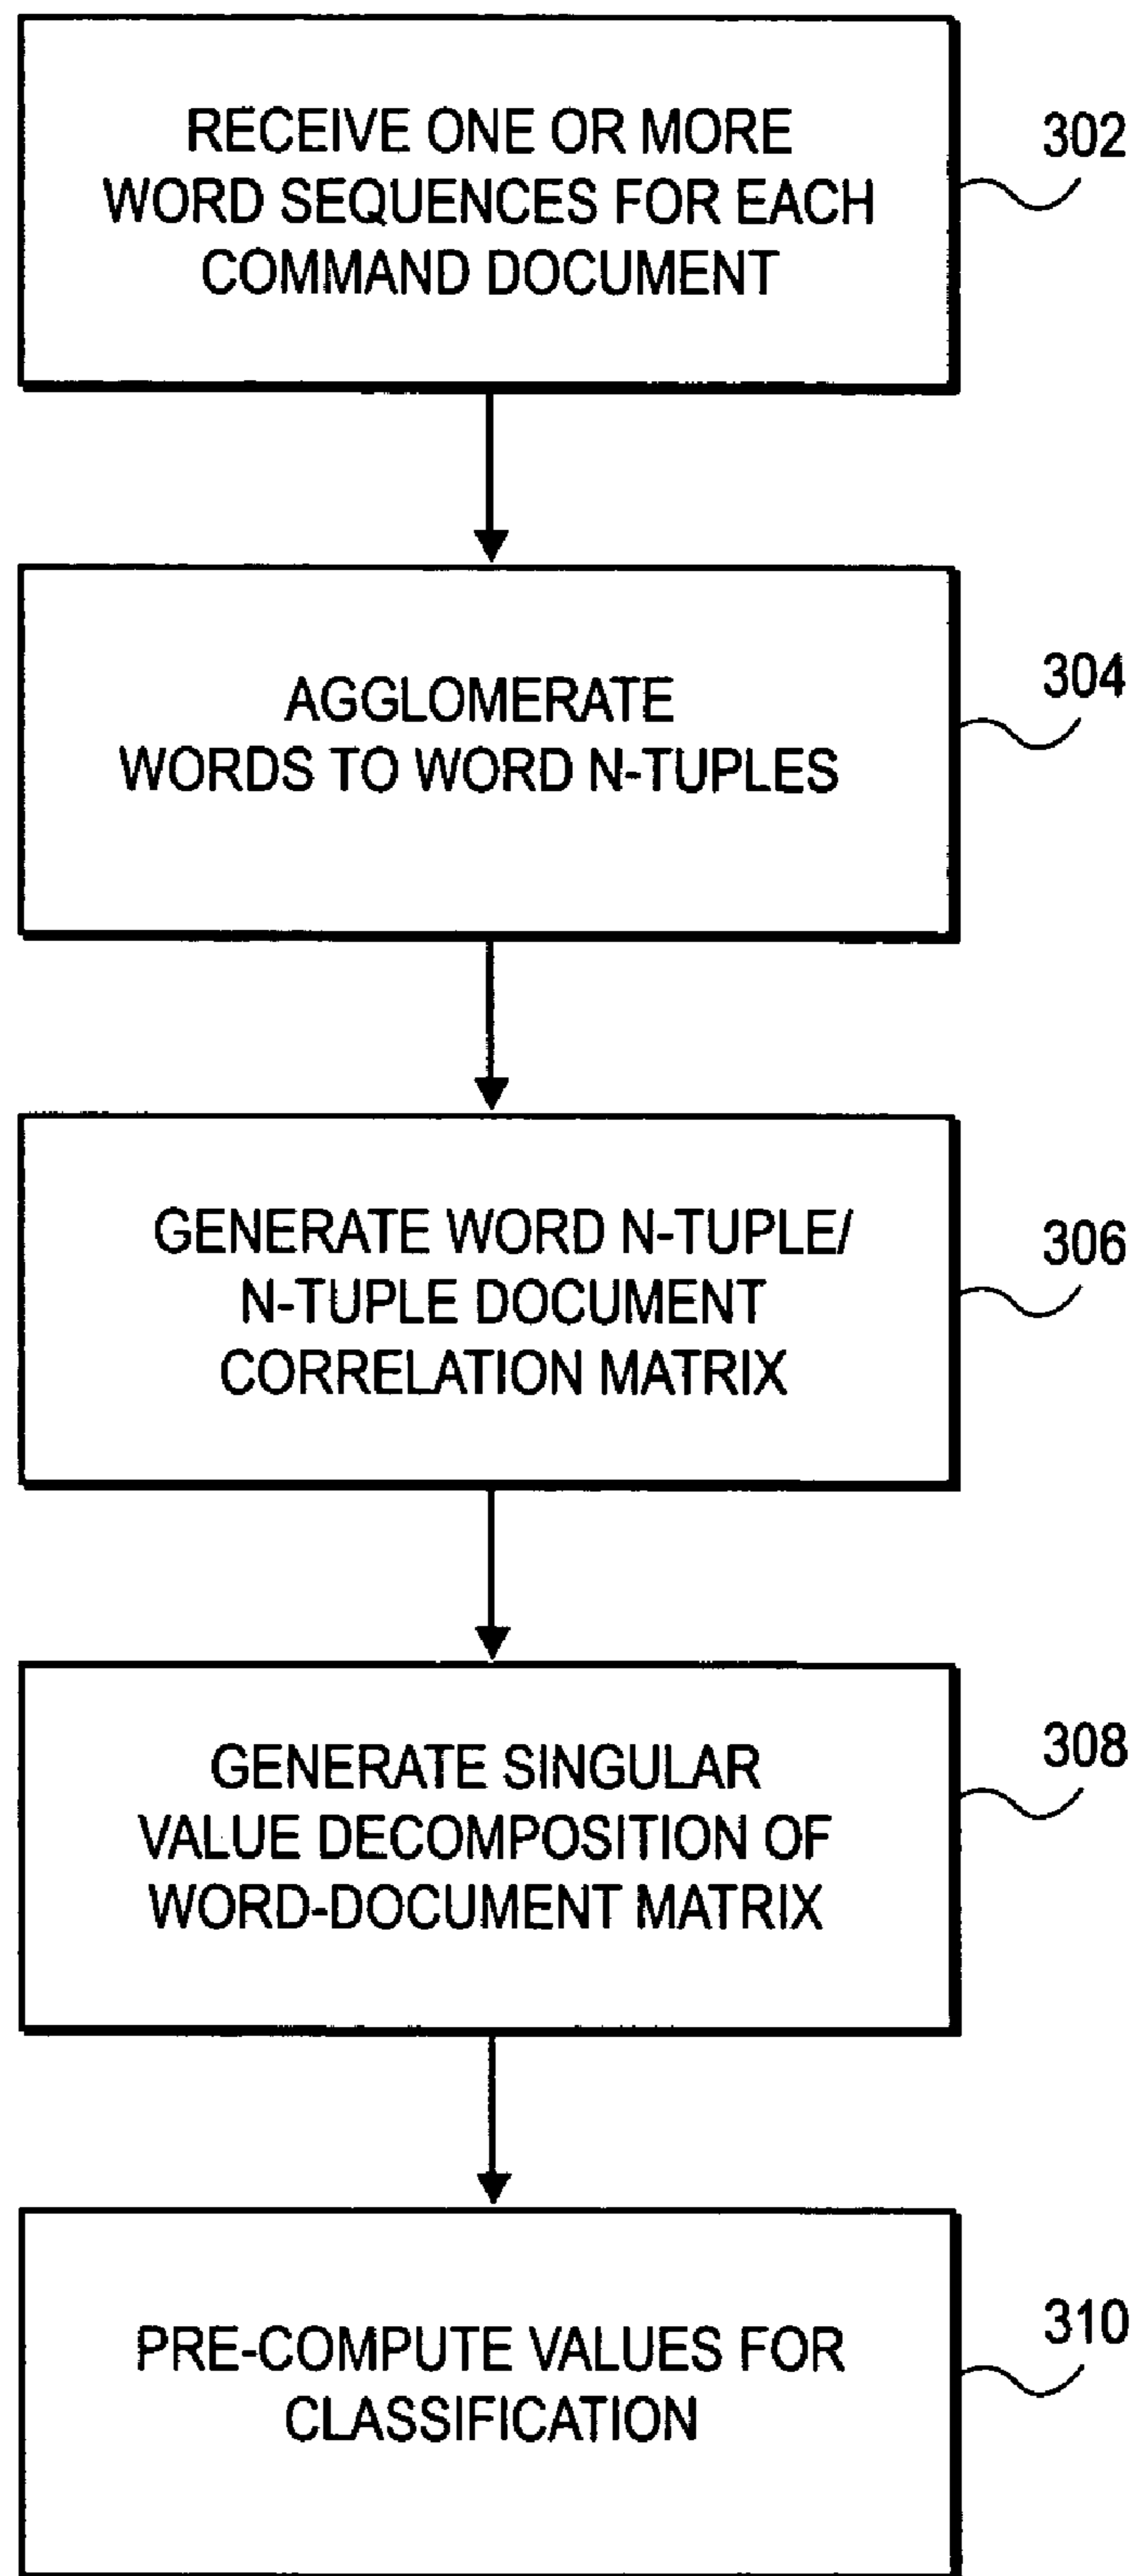 RECEIVE ONE OR MORE
WORD SEQUENCES FOR EACH
COMMAND DOCUMENT
302
AGGLOMERATE
WORDS TO WORD N-TUPLES
304
GENERATE WORD N-TUPLE/
N-TUPLE DOCUMENT
CORRELATION MATRIX
306
GENERATE SINGULAR
VALUE DECOMPOSITION OF
WORD-DOCUMENT MATRIX
308
PRE-COMPUTE VALUES FOR
CLASSIFICATION
310